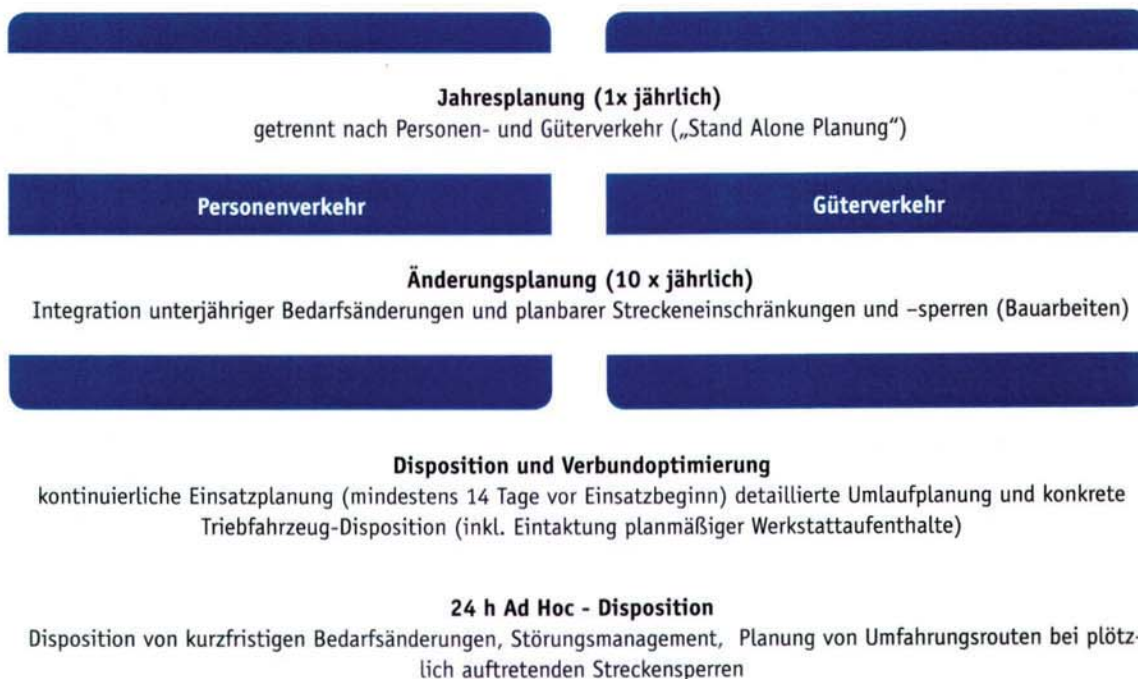 Jahresplanung (1x jährlich)
getrennt nach Personen- und Güterverkehr („Stand Alone Planung“)
Personenverkehr
Güterverkehr
Änderungsplanung (10 x jährlich)
Integration unterjähriger Bedarfsänderungen und planbarer Streckeneinschränkungen und –sperren (Bauarbeiten)
Disposition und Verbundoptimierung
kontinuierliche Einsatzplanung (mindestens 14 Tage vor Einsatzbeginn) detaillierte Umlaufplanung und konkrete
Triebfahrzeug-Disposition (inkl. Eintaktung planmäßiger Werkstattaufenthalte)
24 h Ad Hoc - Disposition
Disposition von kurzfristigen Bedarfsänderungen, Störungsmanagement, Planung von Umfahrungsrouten bei plötz-
lich auftretenden Streckensperren